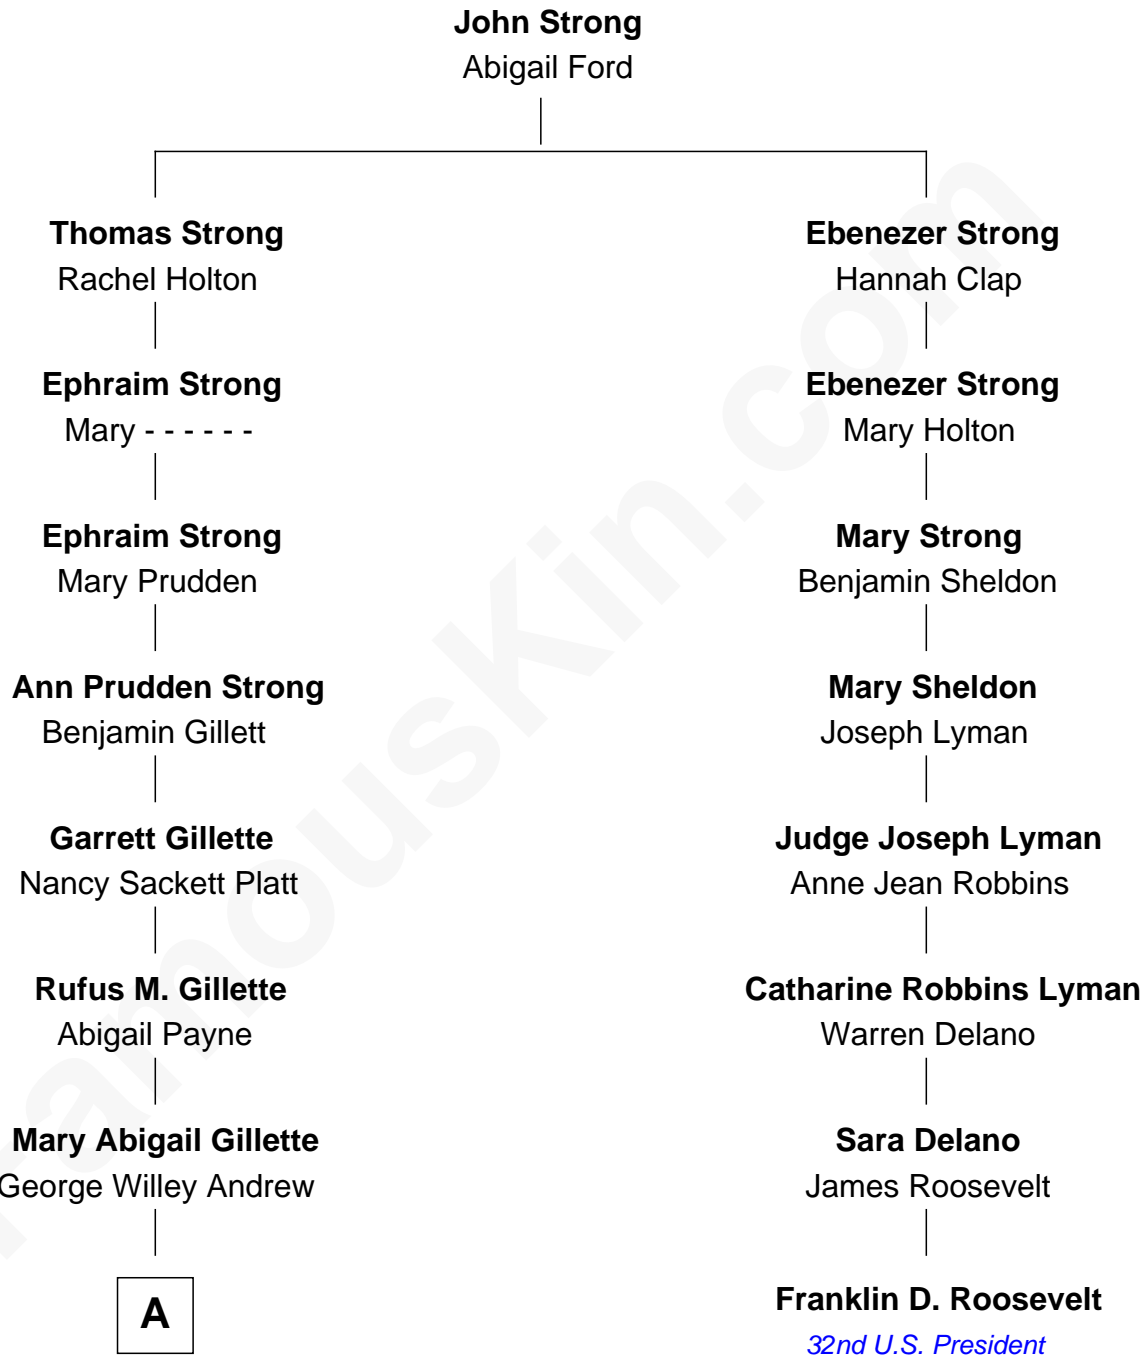 John Strong
Abigail Ford
Thomas Strong
Rachel Holton
Ephraim Strong
Mary - - - - - -
Ephraim Strong
Mary Prudden
Ann Prudden Strong
Benjamin Gillett
Garrett Gillette
Nancy Sackett Platt
Rufus M. Gillette
Abigail Payne
Mary Abigail Gillette
George Willey Andrew
A
Ebenezer Strong
Hannah Clap
Ebenezer Strong
Mary Holton
Mary Strong
Benjamin Sheldon
Mary Sheldon
Joseph Lyman
Judge Joseph Lyman
Anne Jean Robbins
Catharine Robbins Lyman
Warren Delano
Sara Delano
James Roosevelt
Franklin D. Roosevelt
32nd U.S. President
FamousKin.com